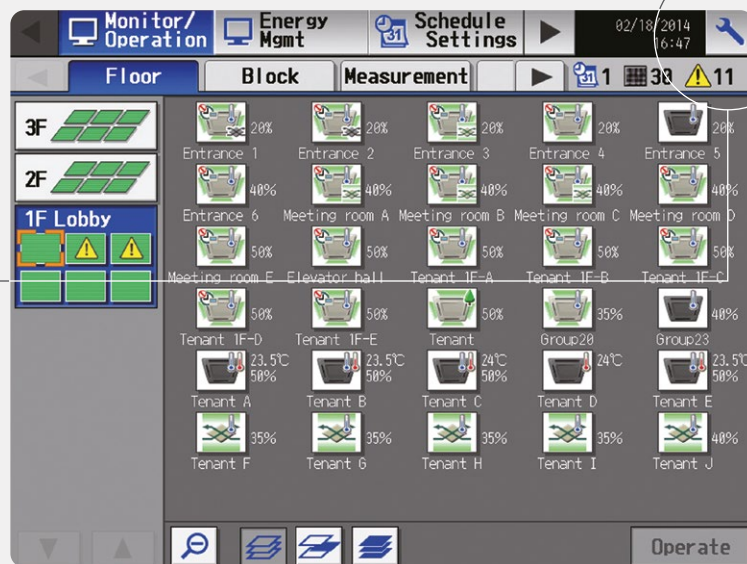 Monitor/
Operation
Energy
Mgmt
31
Schedule
Settings
02/18/2014
16:47
Floor
Block
Measurement
31
1
30
11
3F
2F
1F Lobby
20%
20%
20%
20%
20%
Entrance 1
Entrance 2
Entrance 3
Entrance 4
Entrance 5
40%
40%
40%
40%
40%
Entrance 6
Meeting room A
Meeting room B
Meeting room C
Meeting room D
50%
50%
50%
50%
50%
Meeting room E
Elevator hall
Tenant 1F-A
Tenant 1F-B
Tenant 1F-C
50%
50%
50%
35%
40%
Tenant 1F-D
Tenant 1F-E
Tenant
Group20
Group23
23.5℃
23.5℃
24℃
24℃
23.5℃
50%
50%
50%
50%
Tenant A
Tenant B
Tenant C
Tenant D
Tenant E
35%
35%
35%
35%
40%
Tenant F
Tenant G
Tenant H
Tenant I
Tenant J
Operate